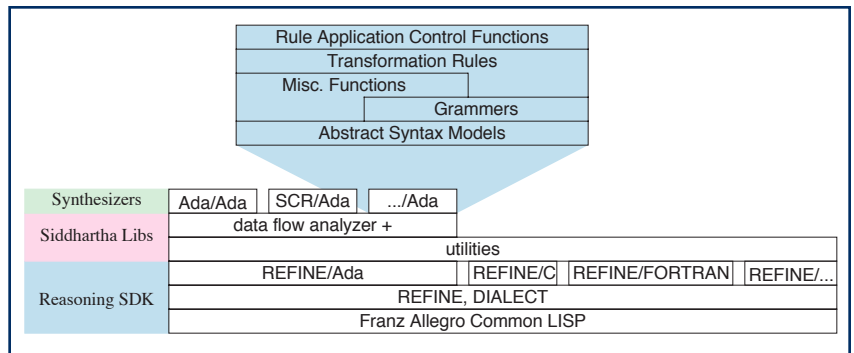 Rule Application Control Functions
Transformation Rules
Misc. Functions
Grammers
Abstract Syntax Models
Synthesizers
Ada/Ada
SCR/Ada
.../Ada
Siddhartha Libs
data flow analyzer +
utilities
Reasoning SDK
REFINE/Ada
REFINE/C
REFINE/FORTRAN
REFINE/...
REFINE, DIALECT
Franz Allegro Common LISP